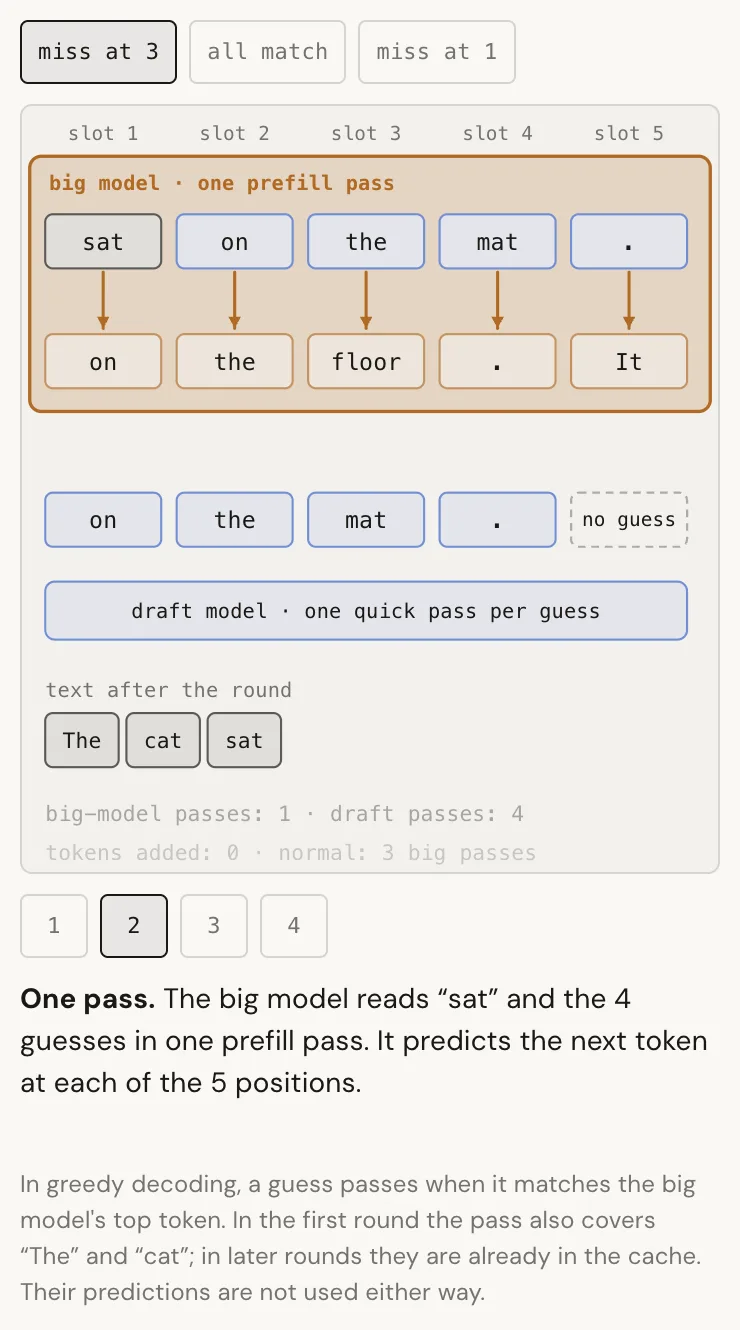 miss at 3 all match miss at 1
slot 1 slot 2 slot 3 slot 4 slot 5
big model · one prefill pass
sat on the mat .
on the floor . It
on the mat . no guess
draft model · one quick pass per guess
text after the round
The cat sat
big-model passes: 1 · draft passes: 4
tokens added: 0 · normal: 3 big passes
1 2 3 4
One pass. The big model reads “sat” and the 4
guesses in one prefill pass. It predicts the next token
at each of the 5 positions.
In greedy decoding, a guess passes when it matches the big
model's top token. In the first round the pass also covers
“The” and “cat”; in later rounds they are already in the cache.
Their predictions are not used either way.